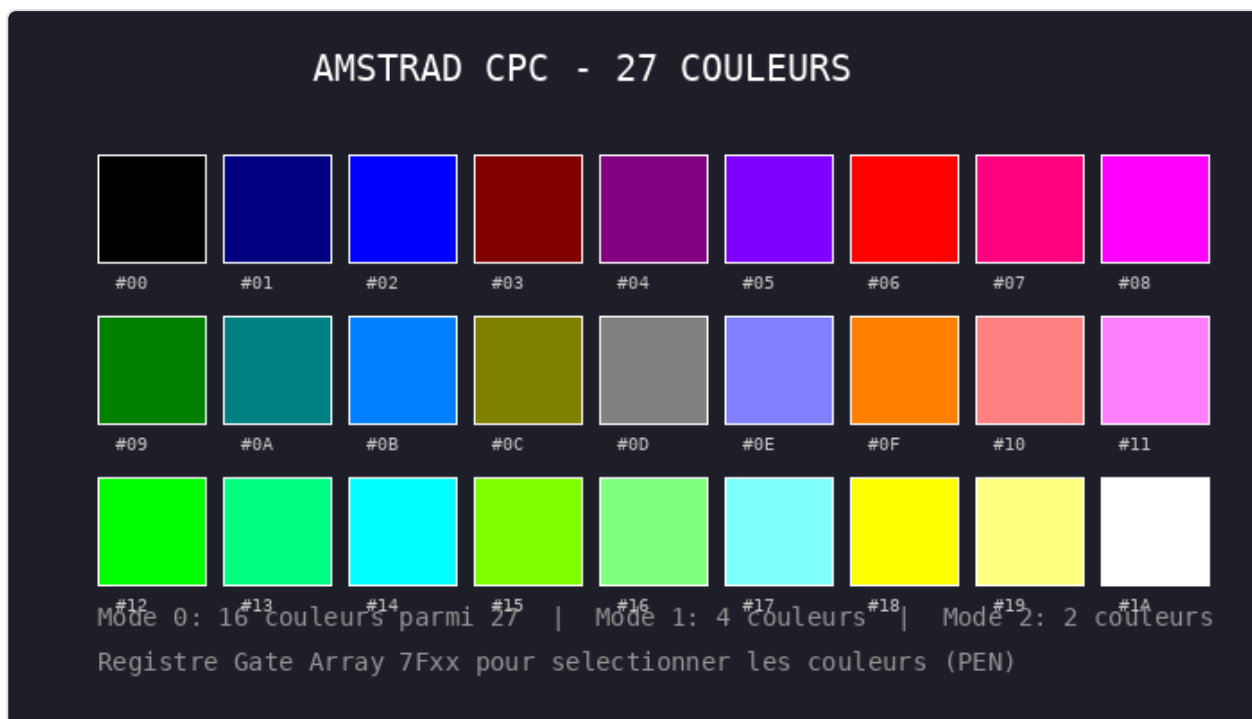 AMSTRAD CPC - 27 COULEURS
#00 #01 #02 #03 #04 #05 #06 #07 #08
#09 #0A #0B #0C #0D #0E #0F #10 #11
#12 #13 #14 #15 #16 #17 #18 #19 #1A
Mode 0: 16 couleurs parmi 27 | Mode 1: 4 couleurs | Mode 2: 2 couleurs
Registre Gate Array 7Fxx pour selectionner les couleurs (PEN)